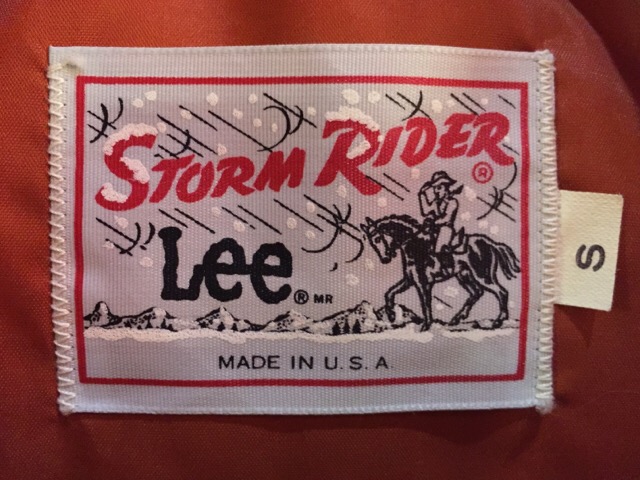 STORM RIDER ®
Lee ® MR
MADE IN U.S.A.
S